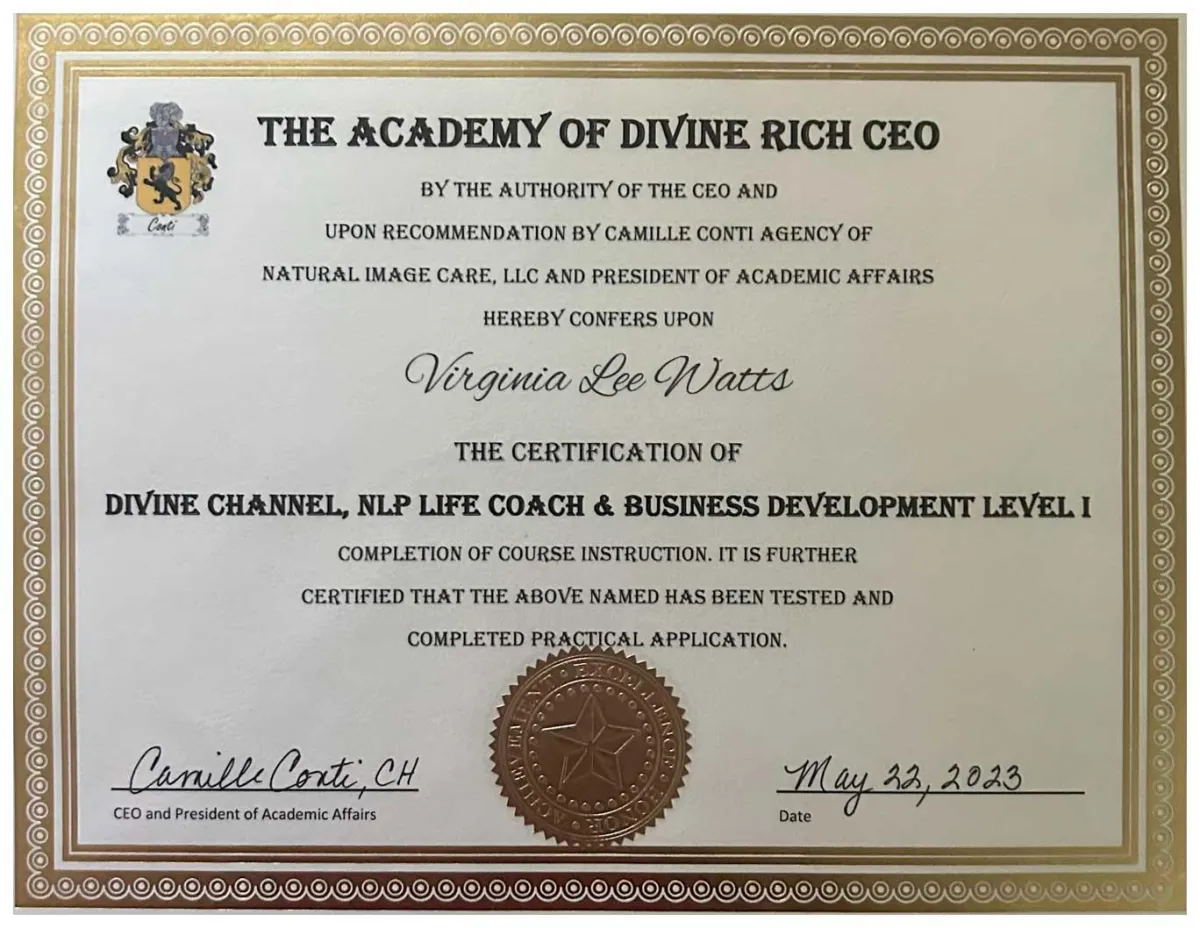 THE ACADEMY OF DIVINE RICH CEO
BY THE AUTHORITY OF THE CEO AND
UPON RECOMMENDATION BY CAMILLE CONTI AGENCY OF
NATURAL IMAGE CARE, LLC AND PRESIDENT OF ACADEMIC AFFAIRS
HEREBY CONFERS UPON
Conti
Virginia Lee Watts
THE CERTIFICATION OF
DIVINE CHANNEL, NLP LIFE COACH & BUSINESS DEVELOPMENT LEVEL I
COMPLETION OF COURSE INSTRUCTION. IT IS FURTHER
CERTIFIED THAT THE ABOVE NAMED HAS BEEN TESTED AND
COMPLETED PRACTICAL APPLICATION.
EXCELLENCE • HONOR • ACHIEVEMENT •
Camille Conti, CH
CEO and President of Academic Affairs
May 22, 2023
Date